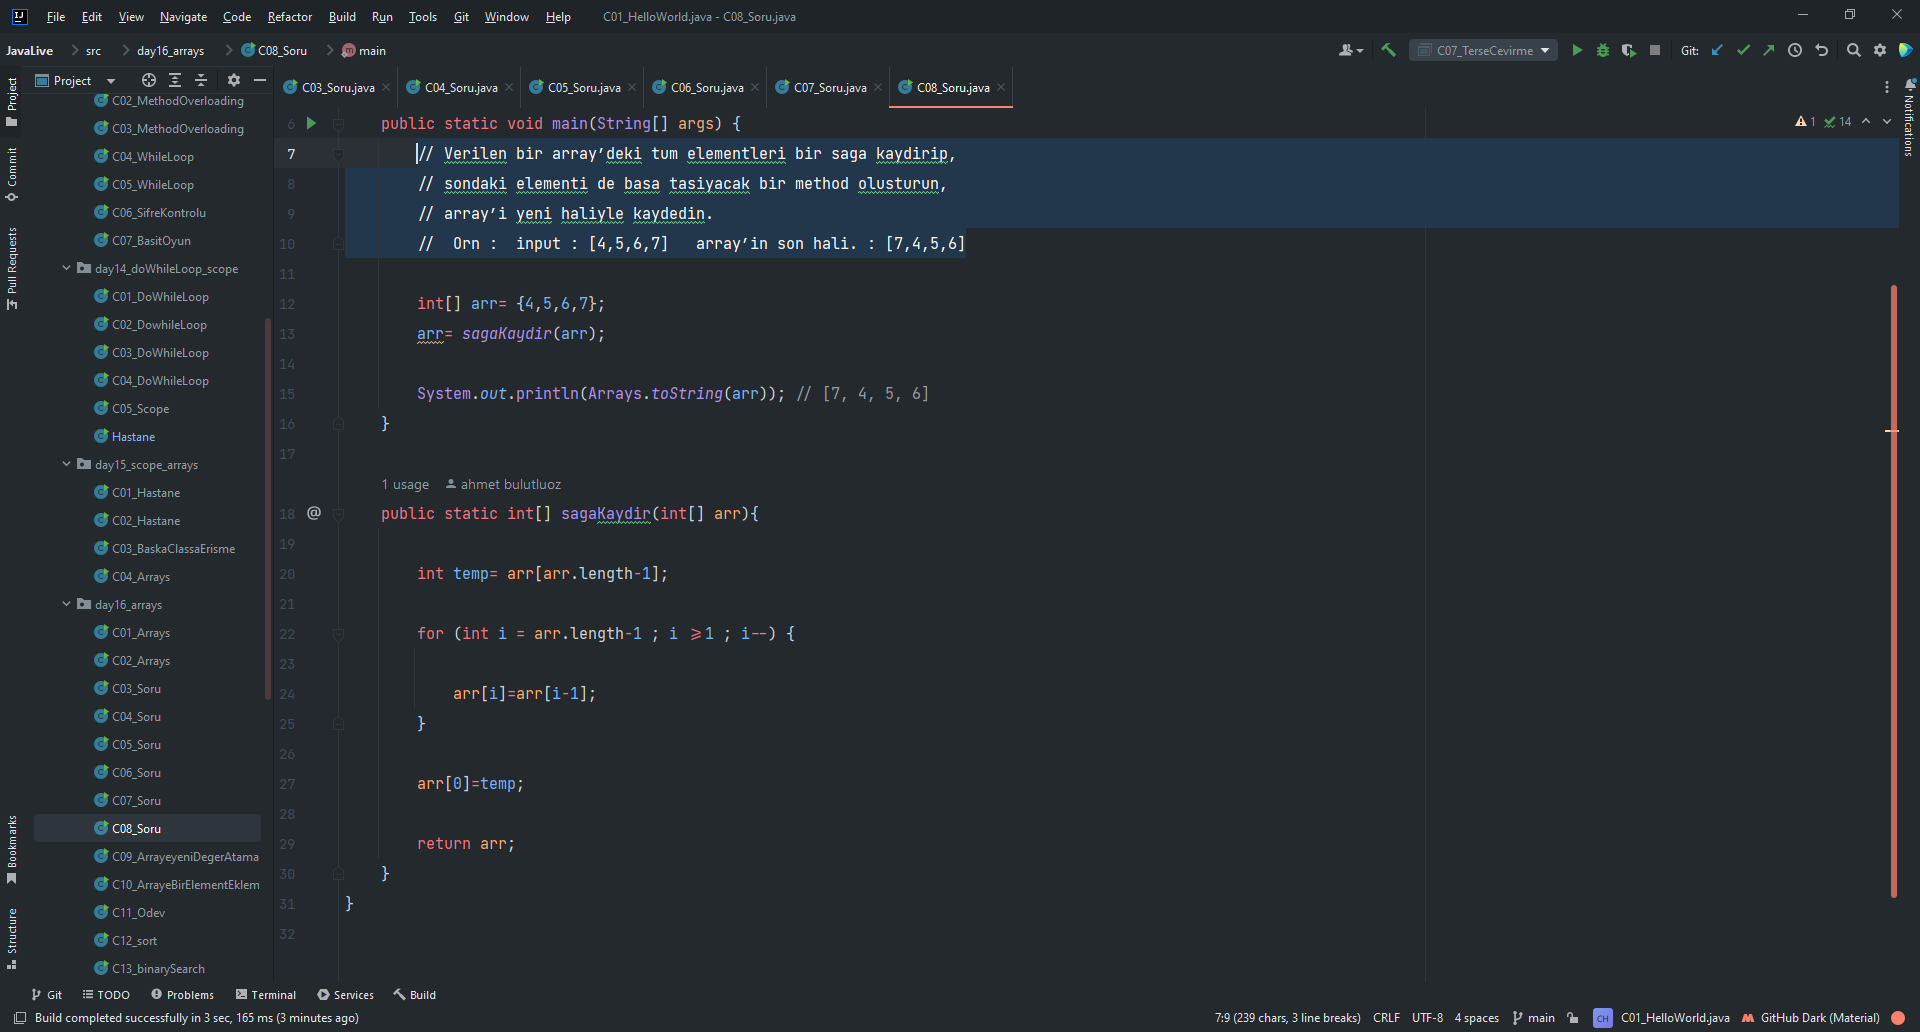 File Edit View Navigate Code Refactor Build Run Tools Git Window Help C01_HelloWorld.java - C08_Soru.java
JavaLive src day16_arrays C08_Soru main C07_TerseCevirme Git:
Project
C03_Soru.java C04_Soru.java C05_Soru.java C06_Soru.java C07_Soru.java C08_Soru.java
Project
Commit
Pull Requests
Bookmarks
Structure
Notifications
C02_MethodOverloading
C03_MethodOverloading
C04_WhileLoop
C05_WhileLoop
C06_SifreKontrolu
C07_BasitOyun
day14_doWhileLoop_scope
C01_DoWhileLoop
C02_DowhileLoop
C03_DoWhileLoop
C04_DoWhileLoop
C05_Scope
Hastane
day15_scope_arrays
C01_Hastane
C02_Hastane
C03_BaskaClassaErisme
C04_Arrays
day16_arrays
C01_Arrays
C02_Arrays
C03_Soru
C04_Soru
C05_Soru
C06_Soru
C07_Soru
C08_Soru
C09_ArrayeyeniDegerAtama
C10_ArrayeBirElementEklem
C11_Odev
C12_sort
C13_binarySearch
1 14
6 public static void main(String[] args) {
7 // Verilen bir array’deki tum elementleri bir saga kaydirip,
8 // sondaki elementi de basa tasiyacak bir method olusturun,
9 // array’i yeni haliyle kaydedin.
10 // Orn : input : [4,5,6,7] array’in son hali. : [7,4,5,6]
11
12 int[] arr= {4,5,6,7};
13 arr= sagaKaydir(arr);
14
15 System.out.println(Arrays.toString(arr)); // [7, 4, 5, 6]
16 }
17
1 usage ahmet bulutluoz
18 @ public static int[] sagaKaydir(int[] arr){
19
20 int temp= arr[arr.length-1];
21
22 for (int i = arr.length-1 ; i >=1 ; i--) {
23
24 arr[i]=arr[i-1];
25 }
26
27 arr[0]=temp;
28
29 return arr;
30 }
31 }
32
Git TODO Problems Terminal Services Build
Build completed successfully in 3 sec, 165 ms (3 minutes ago) 7:9 (239 chars, 3 line breaks) CRLF UTF-8 4 spaces main CH C01_HelloWorld.java GitHub Dark (Material)